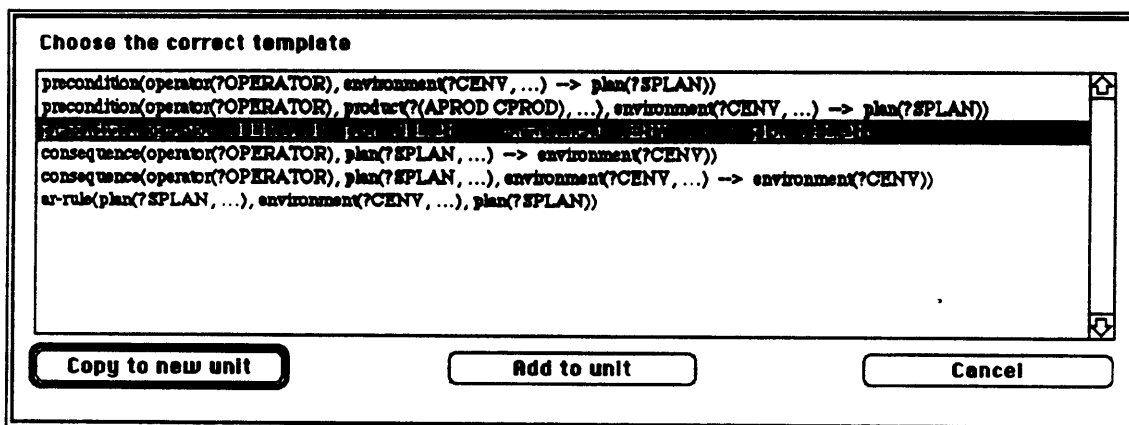 Choose the correct template
precondition(operator(?OPERATOR), environment(?CENV, ...) --> plan(?SPLAN))
precondition(operator(?OPERATOR), product(?(APROD CPROD), ...), environment(?CENV, ...) --> plan(?SPLAN))
consequence(operator(?OPERATOR), plan(?SPLAN, ...) --> environment(?CENV))
consequence(operator(?OPERATOR), plan(?SPLAN, ...), environment(?CENV, ...) --> environment(?CENV))
ar-rule(plan(?SPLAN, ...), environment(?CENV, ...), plan(?SPLAN))
Copy to new unit Add to unit Cancel